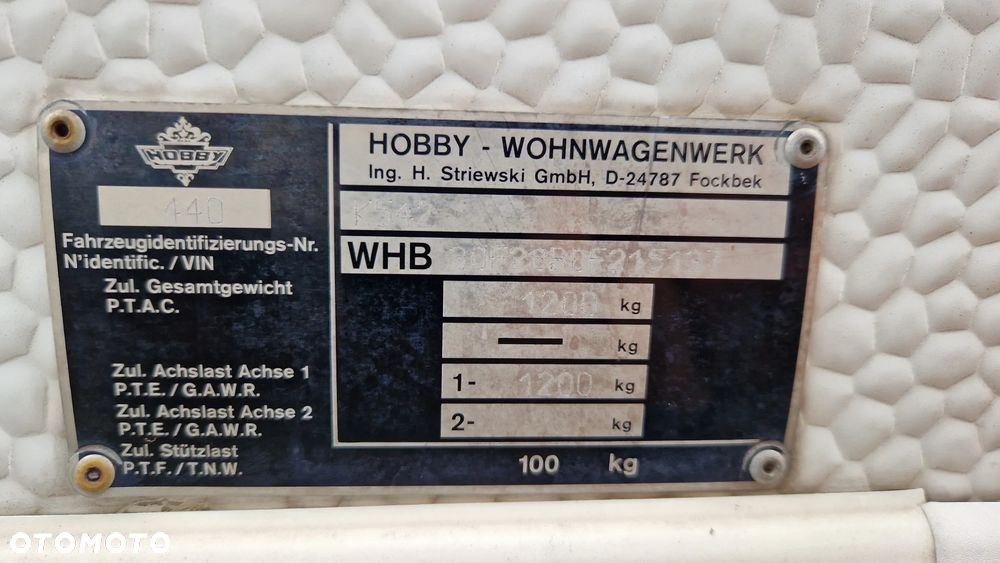 HOBBY
HOBBY - WOHNWAGENWERK
Ing. H. Striewski GmbH, D-24787 Fockbek
440
Fahrzeugidentifizierungs-Nr.
N'identific. / VIN
WHB
Zul. Gesamtgewicht
P.T.A.C.
1200 kg
— kg
Zul. Achslast Achse 1
P.T.E. / G.A.W.R.
1- 1200 kg
Zul. Achslast Achse 2
P.T.E. / G.A.W.R.
2- kg
Zul. Stützlast
P.T.F. / T.N.W.
100 kg
OTOMOTO